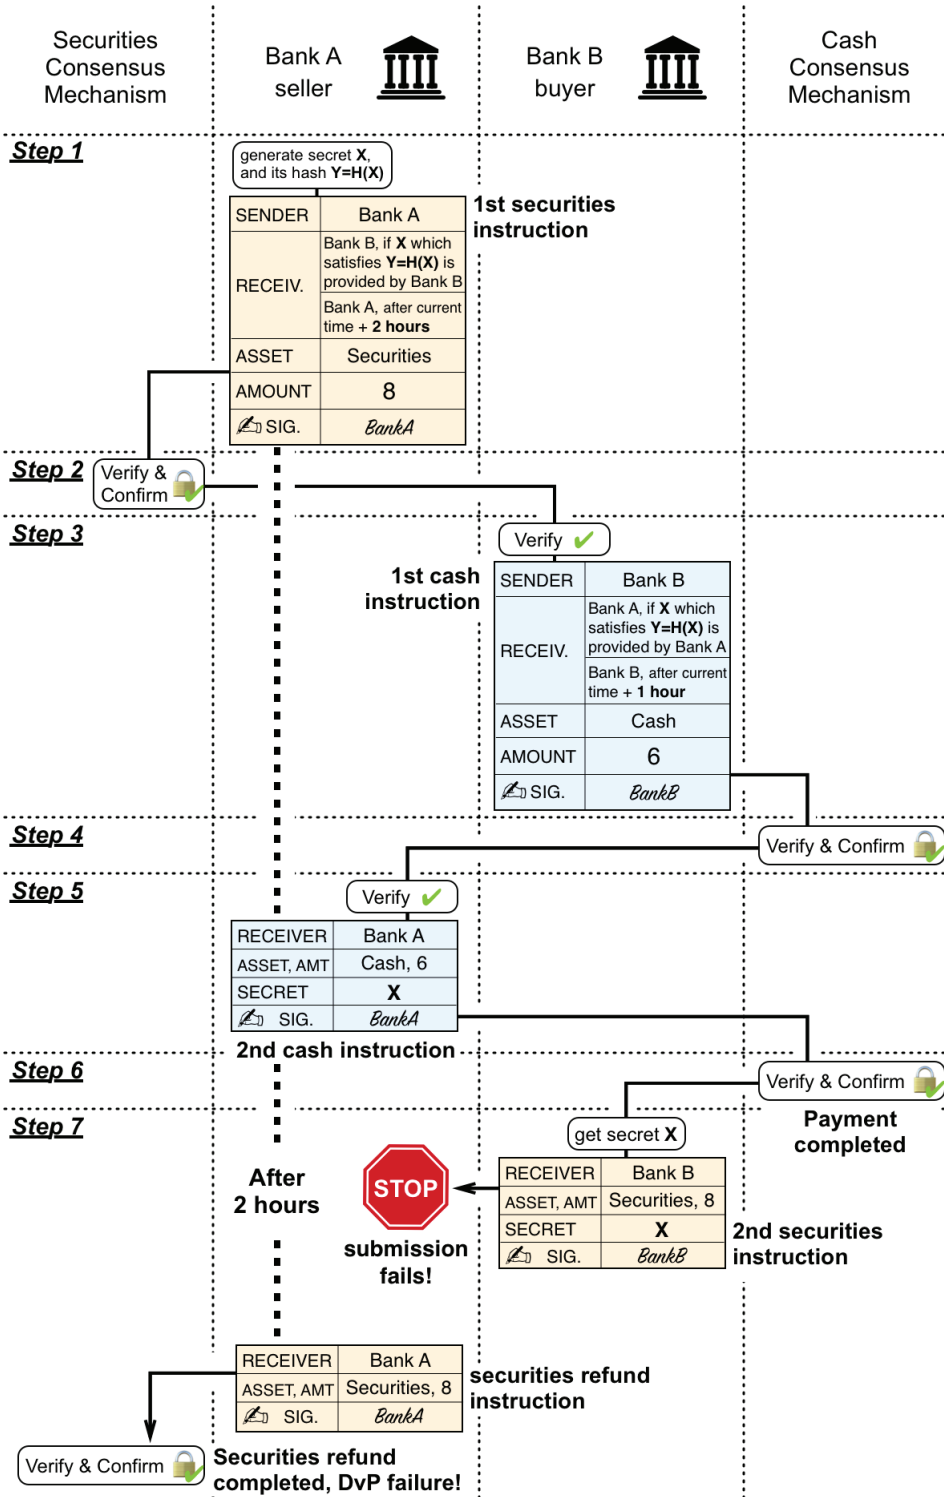 Securities
Consensus
Mechanism
Bank A
seller
Bank B
buyer
Cash
Consensus
Mechanism
Step 1
generate secret X,
and its hash Y=H(X)
1st securities
instruction
SENDER
Bank A
RECEIV.
Bank B, if X which
satisfies Y=H(X) is
provided by Bank B
Bank A, after current
time + 2 hours
ASSET
Securities
AMOUNT
8
SIG.
BankA
Step 2
Verify &
Confirm
Step 3
Verify
1st cash
instruction
SENDER
Bank B
RECEIV.
Bank A, if X which
satisfies Y=H(X) is
provided by Bank A
Bank B, after current
time + 1 hour
ASSET
Cash
AMOUNT
6
SIG.
BankB
Step 4
Verify & Confirm
Step 5
Verify
RECEIVER
Bank A
ASSET, AMT
Cash, 6
SECRET
X
SIG.
BankA
2nd cash instruction
Step 6
Verify & Confirm
Payment
completed
Step 7
get secret X
RECEIVER
Bank B
ASSET, AMT
Securities, 8
SECRET
X
SIG.
BankB
2nd securities
instruction
STOP
submission
fails!
After
2 hours
RECEIVER
Bank A
ASSET, AMT
Securities, 8
SIG.
BankA
securities refund
instruction
Verify & Confirm
Securities refund
completed, DvP failure!